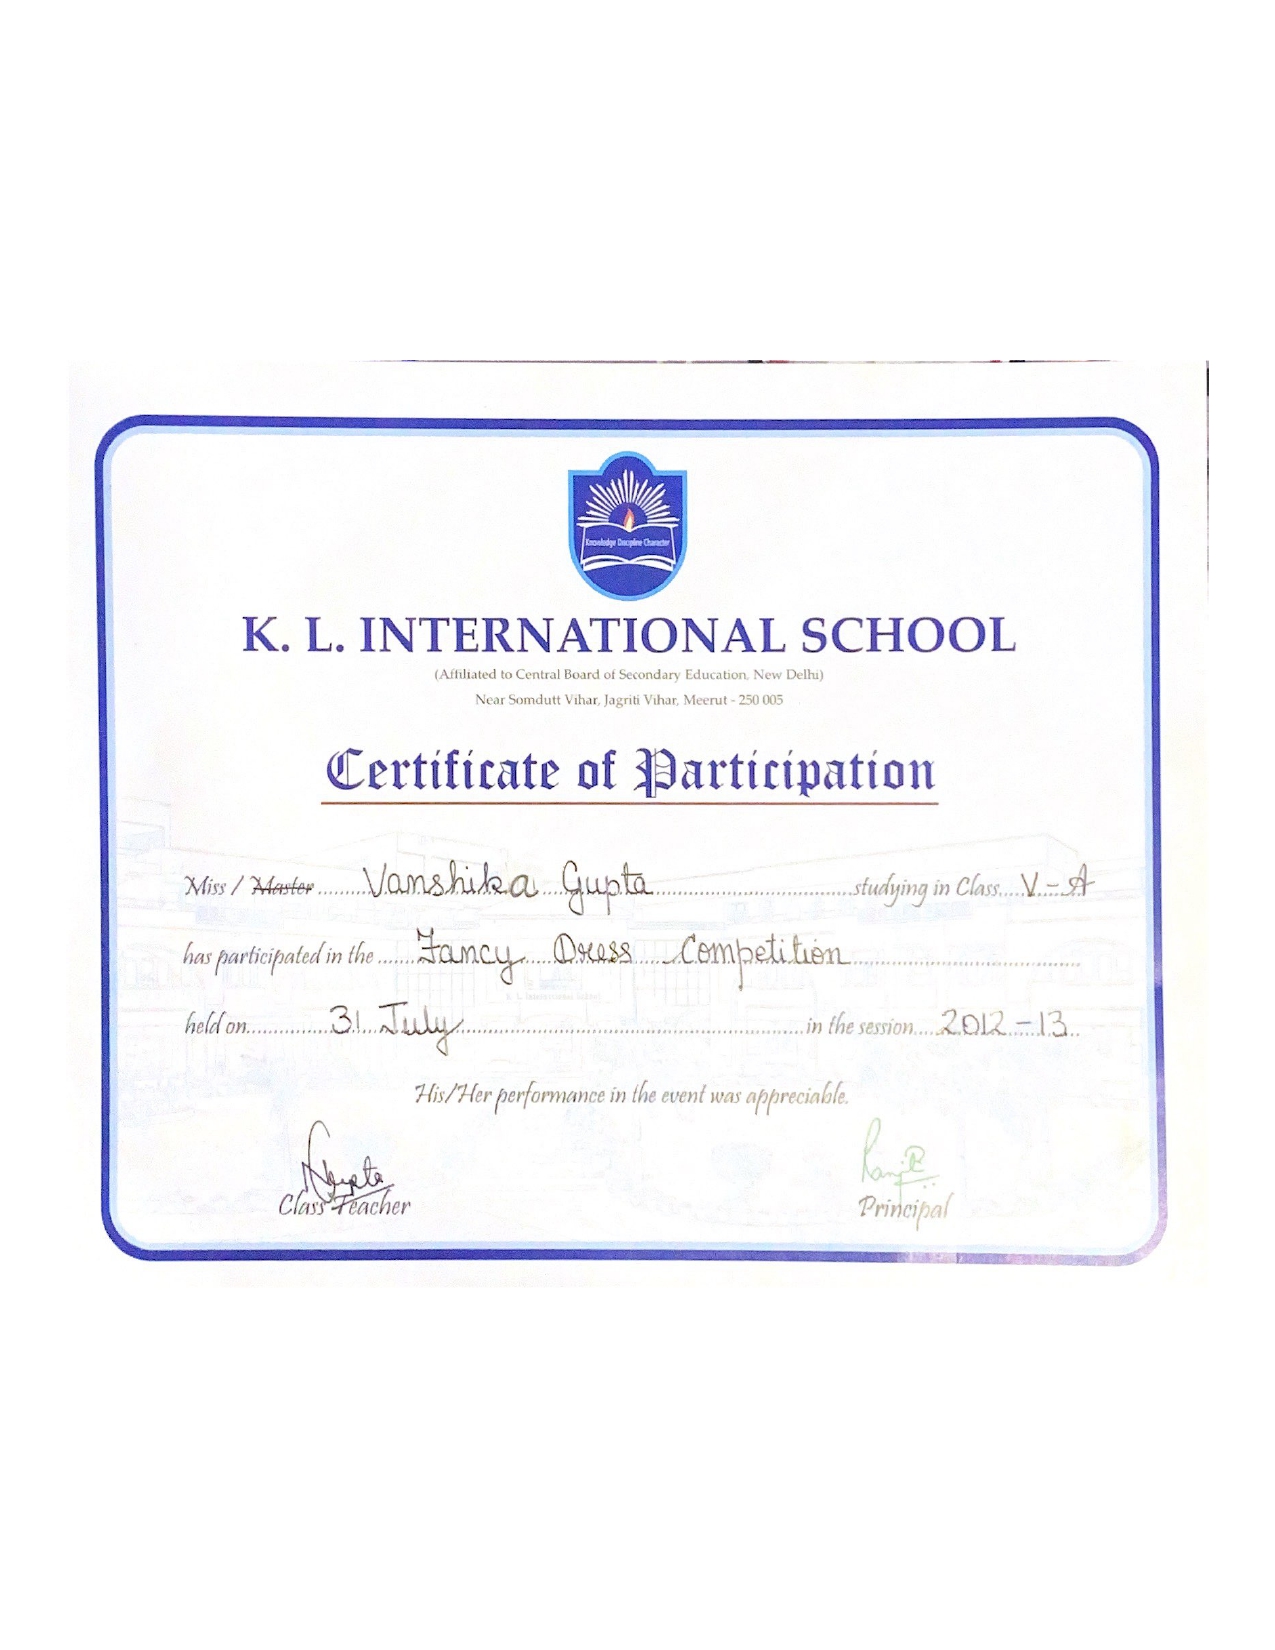 Knowledge Discipline Character
K. L. INTERNATIONAL SCHOOL
(Affiliated to Central Board of Secondary Education, New Delhi)
Near Somdutt Vihar, Jagriti Vihar, Meerut - 250 005
Certificate of Participation
Miss / Master Vanshika Gupta studying in Class V-A
has participated in the Fancy Dress Competition
K. L. International School
held on 31 July in the session 2012-13
His/Her performance in the event was appreciable.
Class Teacher Principal